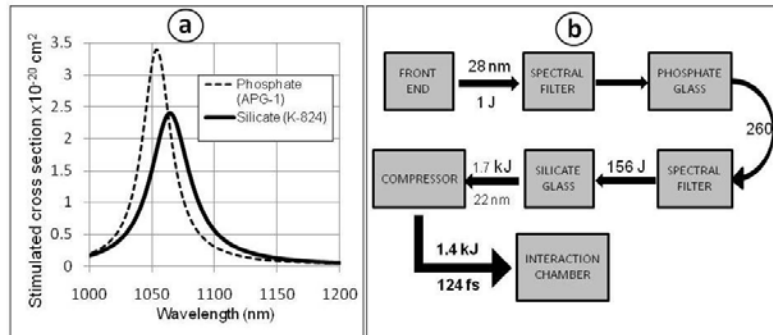 a
3.5
3
2.5
2
1.5
1
0.5
0
Stimulated cross section x10-20 cm2
Phosphate
(APG-1)
Silicate (K-824)
1000
1050
1100
1150
1200
Wavelength (nm)
b
FRONT
END
28 nm
1 J
SPECTRAL
FILTER
PHOSPHATE
GLASS
260
COMPRESSOR
1.7 kJ
22 nm
SILICATE
GLASS
156 J
SPECTRAL
FILTER
1.4 kJ
124 fs
INTERACTION
CHAMBER